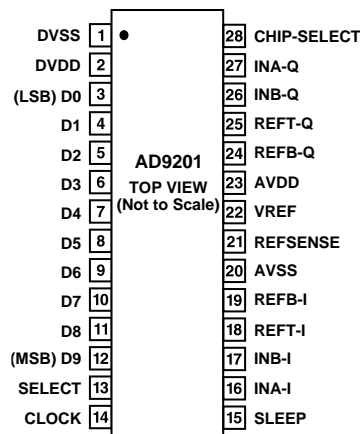 DVSS 1 28 CHIP-SELECT
DVDD 2 27 INA-Q
(LSB) D0 3 26 INB-Q
D1 4 25 REFT-Q
D2 5 24 REFB-Q
D3 6 23 AVDD
D4 7 22 VREF
D5 8 21 REFSENSE
D6 9 20 AVSS
D7 10 19 REFB-I
D8 11 18 REFT-I
(MSB) D9 12 17 INB-I
SELECT 13 16 INA-I
CLOCK 14 15 SLEEP
AD9201
TOP VIEW
(Not to Scale)